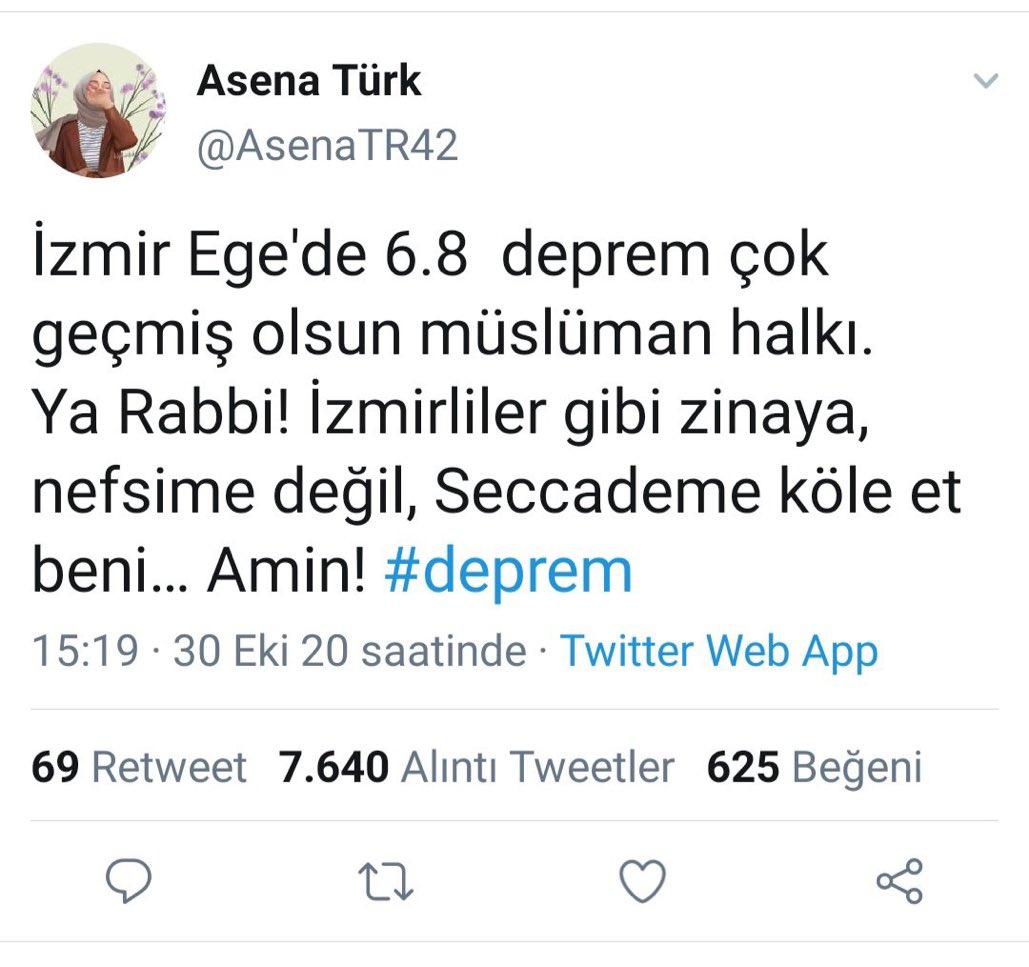 Asena Türk
@AsenaTR42
İzmir Ege'de 6.8  deprem çok
geçmiş olsun müslüman halkı.
Ya Rabbi! İzmirliler gibi zinaya,
nefsime değil, Seccademe köle et
beni... Amin! #deprem
15:19 · 30 Eki 20 saatinde · Twitter Web App
69 Retweet 7.640 Alıntı Tweetler 625 Beğeni